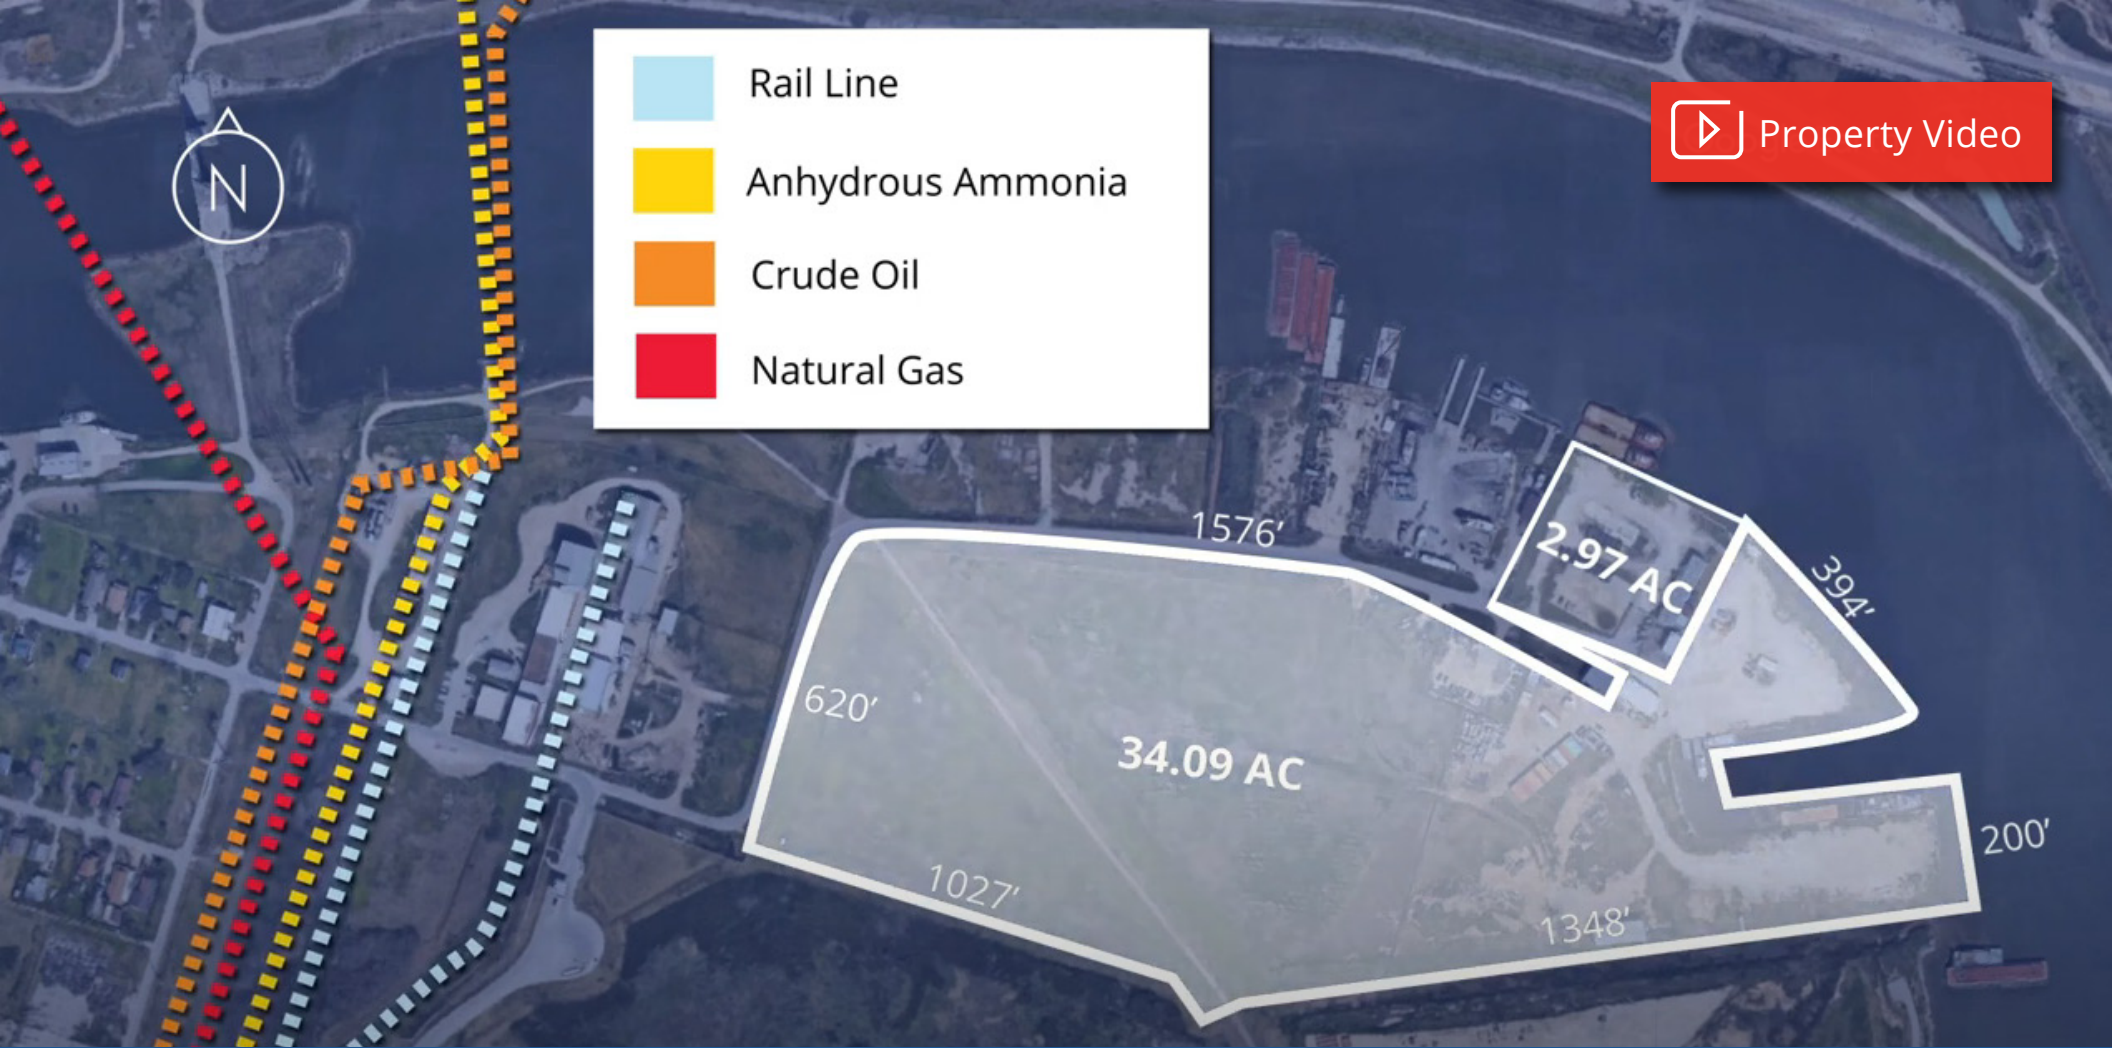 Rail Line
Anhydrous Ammonia
Crude Oil
Natural Gas
Property Video
N
1576′
2.97 AC
394′
620′
34.09 AC
200′
1027′
1348′